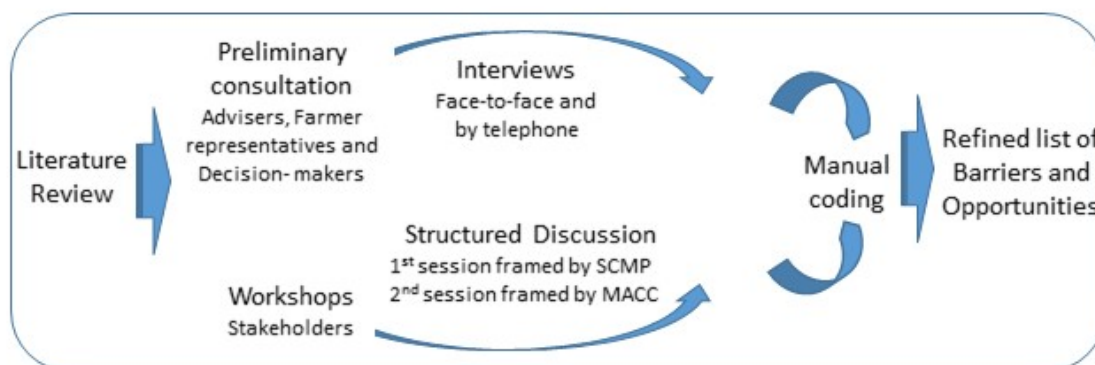 Literature
Review
Preliminary
consultation
Advisers, Farmer
representatives and
Decision- makers
Interviews
Face-to-face and
by telephone
Workshops
Stakeholders
Structured Discussion
1st session framed by SCMP
2nd session framed by MACC
Manual
coding
Refined list of
Barriers and
Opportunities